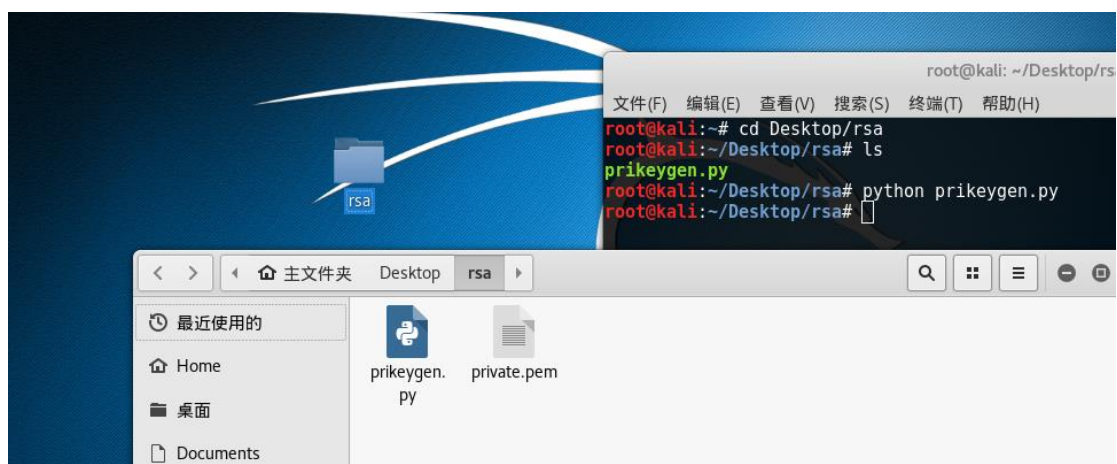 root@kali: ~/Desktop/rs
文件(F) 编辑(E) 查看(V) 搜索(S) 终端(T) 帮助(H)
root@kali:~# cd Desktop/rsa
root@kali:~/Desktop/rsa# ls
prikeygen.py
root@kali:~/Desktop/rsa# python prikeygen.py
root@kali:~/Desktop/rsa#
rsa
主文件夹 Desktop rsa
最近使用的
Home
桌面
Documents
prikeygen.
py
private.pem